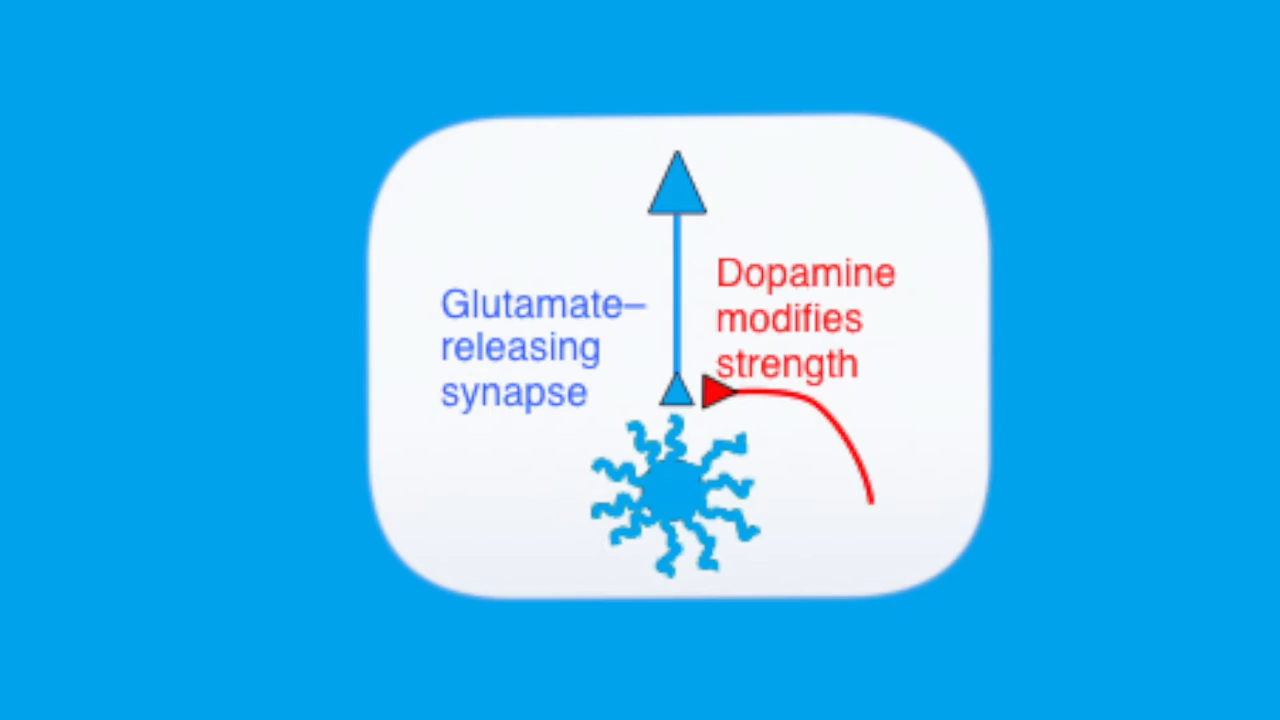 Glutamate–
releasing
synapse
Dopamine
modifies
strength